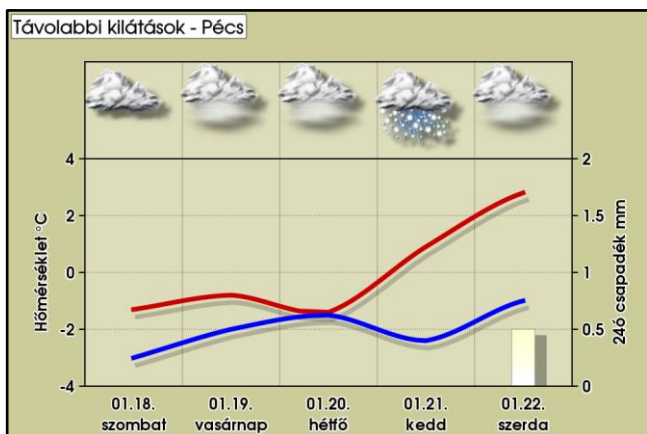 Távolabbi kilátások - Pécs
4
2
0
-2
-4
Hőmérséklet °C
2
1.5
1
0.5
0
24ó csapadék mm
01.18. 01.19. 01.20. 01.21. 01.22.
szombat vasárnap hétfő kedd szerda